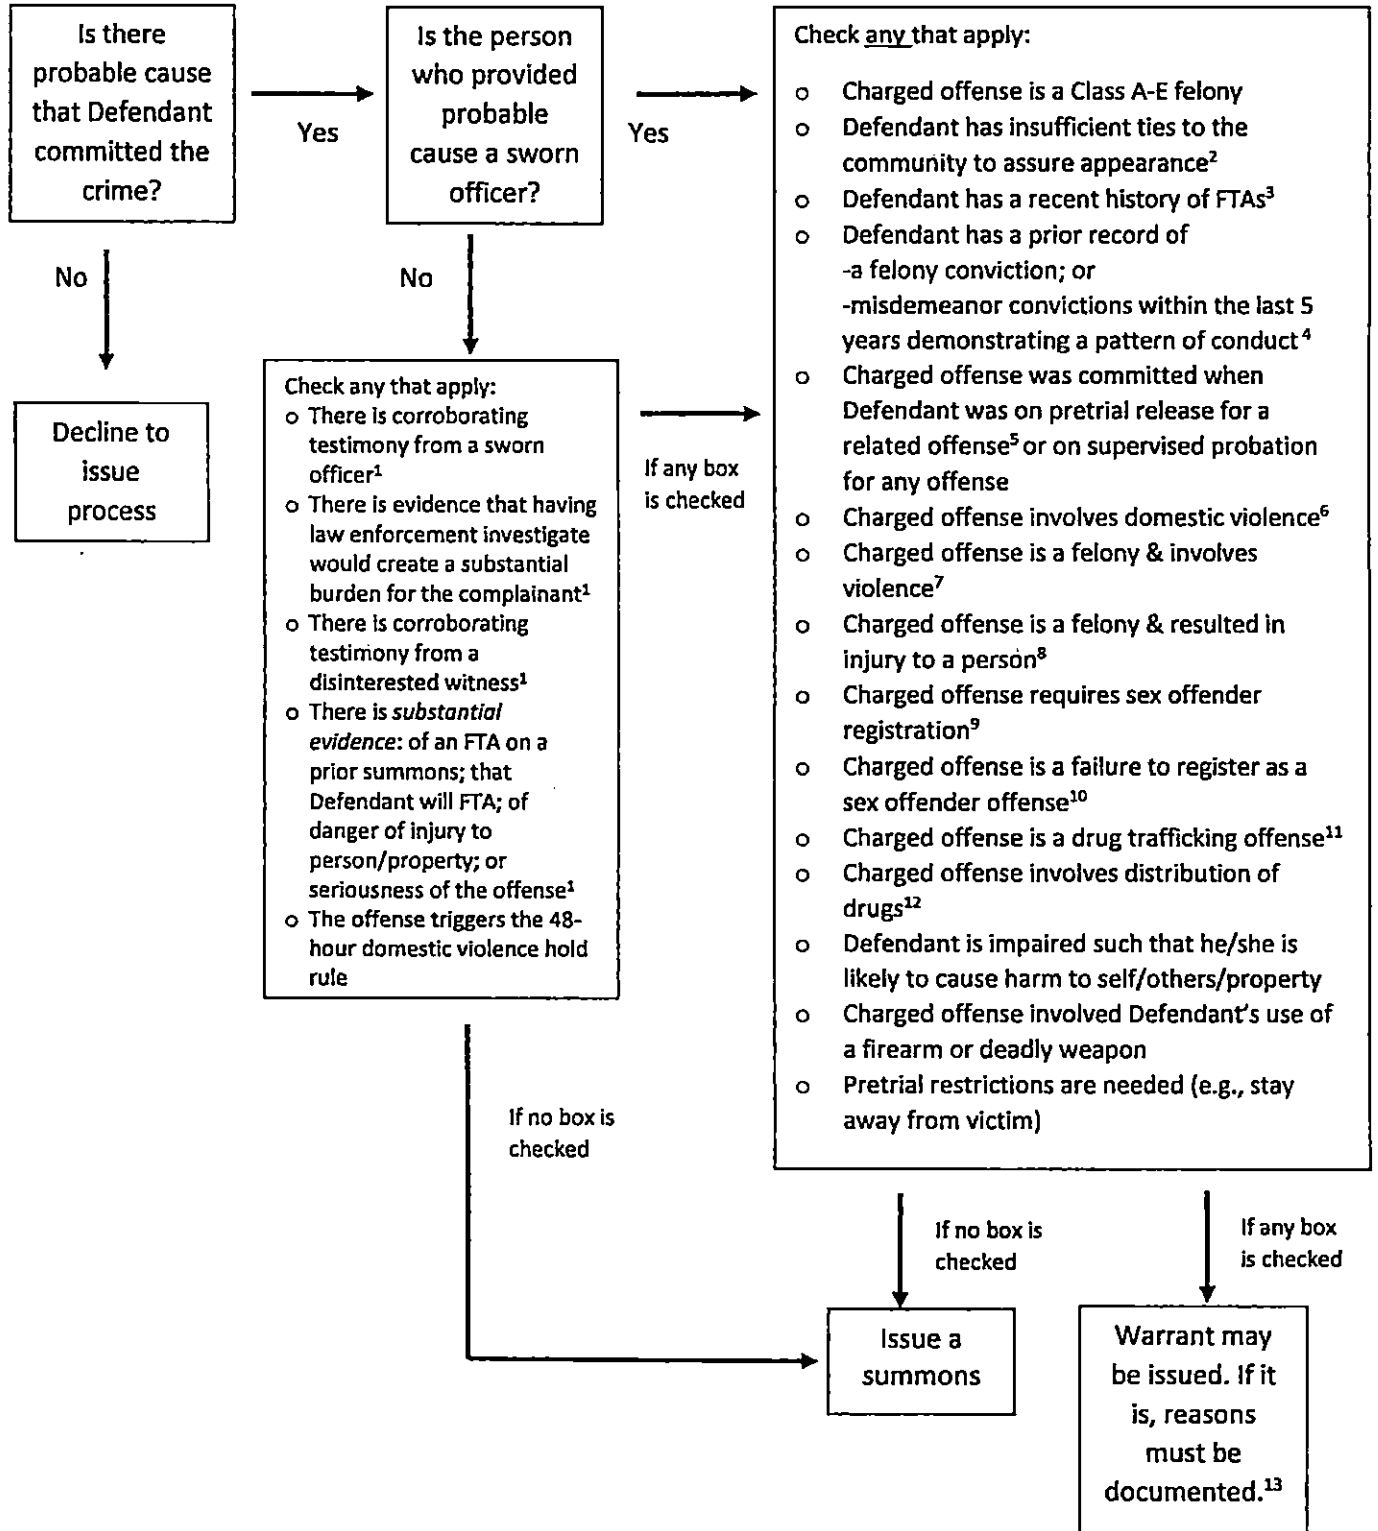 Is there
probable cause
that Defendant
committed the
crime?
Yes
Is the person
who provided
probable
cause a sworn
officer?
Yes
No
Decline to
issue
process
No
Check any that apply:
o There is corroborating
testimony from a sworn
officer¹
o There is evidence that having
law enforcement investigate
would create a substantial
burden for the complainant¹
o There is corroborating
testimony from a
disinterested witness¹
o There is substantial
evidence: of an FTA on a
prior summons; that
Defendant will FTA; of
danger of injury to
person/property; or
seriousness of the offense¹
o The offense triggers the 48-
hour domestic violence hold
rule
If any box
is checked
If no box is
checked
Check any that apply:
o Charged offense is a Class A-E felony
o Defendant has insufficient ties to the
community to assure appearance²
o Defendant has a recent history of FTAs³
o Defendant has a prior record of
-a felony conviction; or
-misdemeanor convictions within the last 5
years demonstrating a pattern of conduct⁴
o Charged offense was committed when
Defendant was on pretrial release for a
related offense⁵ or on supervised probation
for any offense
o Charged offense involves domestic violence⁶
o Charged offense is a felony & involves
violence⁷
o Charged offense is a felony & resulted in
injury to a person⁸
o Charged offense requires sex offender
registration⁹
o Charged offense is a failure to register as a
sex offender offense¹⁰
o Charged offense is a drug trafficking offense¹¹
o Charged offense involves distribution of
drugs¹²
o Defendant is impaired such that he/she is
likely to cause harm to self/others/property
o Charged offense involved Defendant's use of
a firearm or deadly weapon
o Pretrial restrictions are needed (e.g., stay
away from victim)
If no box is
checked
If any box
is checked
Issue a
summons
Warrant may
be issued. If it
is, reasons
must be
documented.¹³